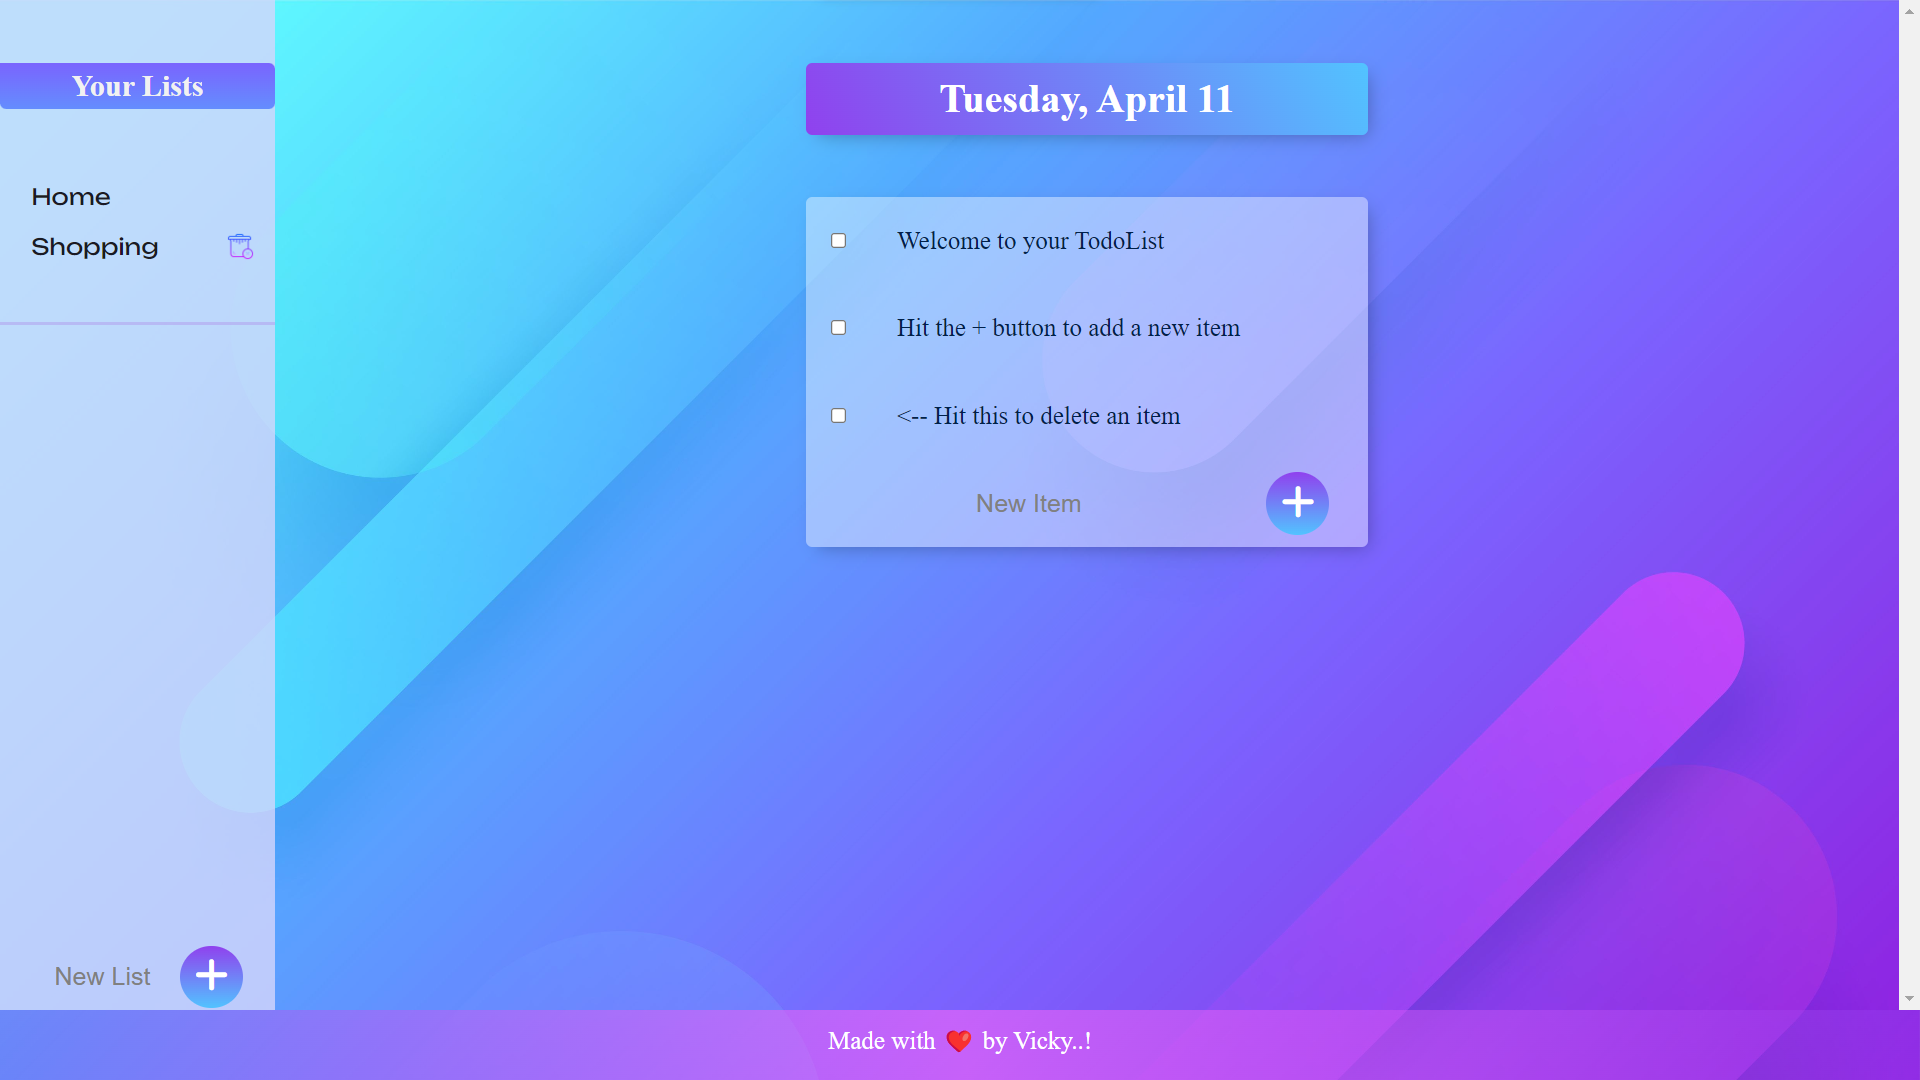 Your Lists
Home
Shopping
New List
Tuesday, April 11
Welcome to your TodoList
Hit the + button to add a new item
<-- Hit this to delete an item
New Item
Made with ❤️ by Vicky..!